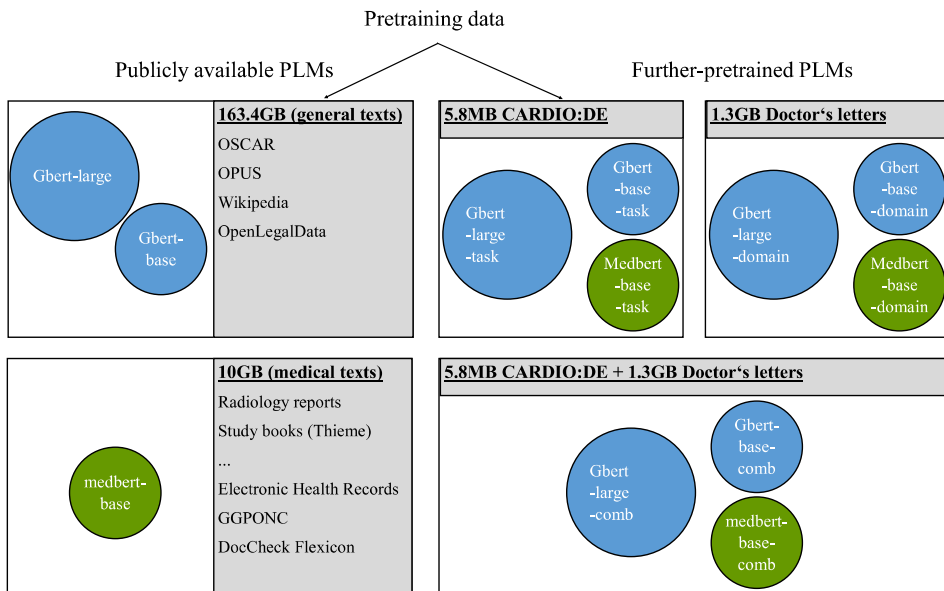 Pretraining data
Publicly available PLMs
Further-pretrained PLMs
163.4GB (general texts)
OSCAR
OPUS
Wikipedia
OpenLegalData
Gbert-large
Gbert-
base
5.8MB CARDIO:DE
Gbert
-large
-task
Gbert
-base
-task
Medbert
-base
-task
1.3GB Doctor‘s letters
Gbert
-large
-domain
Gbert
-base
-domain
Medbert
-base
-domain
10GB (medical texts)
Radiology reports
Study books (Thieme)
...
Electronic Health Records
GGPONC
DocCheck Flexicon
medbert-
base
5.8MB CARDIO:DE + 1.3GB Doctor‘s letters
Gbert
-large
-comb
Gbert-
base-
comb
medbert-
base-
comb